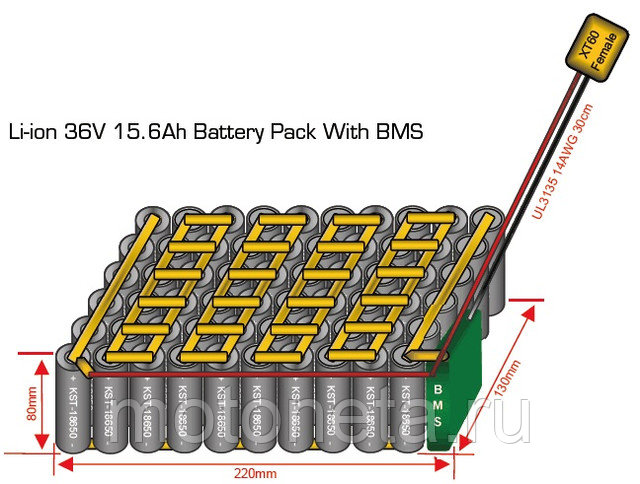 XT60
Female
Li-ion 36V 15.6Ah Battery Pack With BMS
UL3135 14AWG 30cm
80mm
+ KST-18650 -
+ KST-18650 -
+ KST-18650 -
+ KST-18650 -
+ KST-18650 -
+ KST-18650 -
+ KST-18650 -
+ KST-18650 -
+ KST-18650 -
+ KST-18650 -
B
M
S
130mm
220mm
motoneta.ru